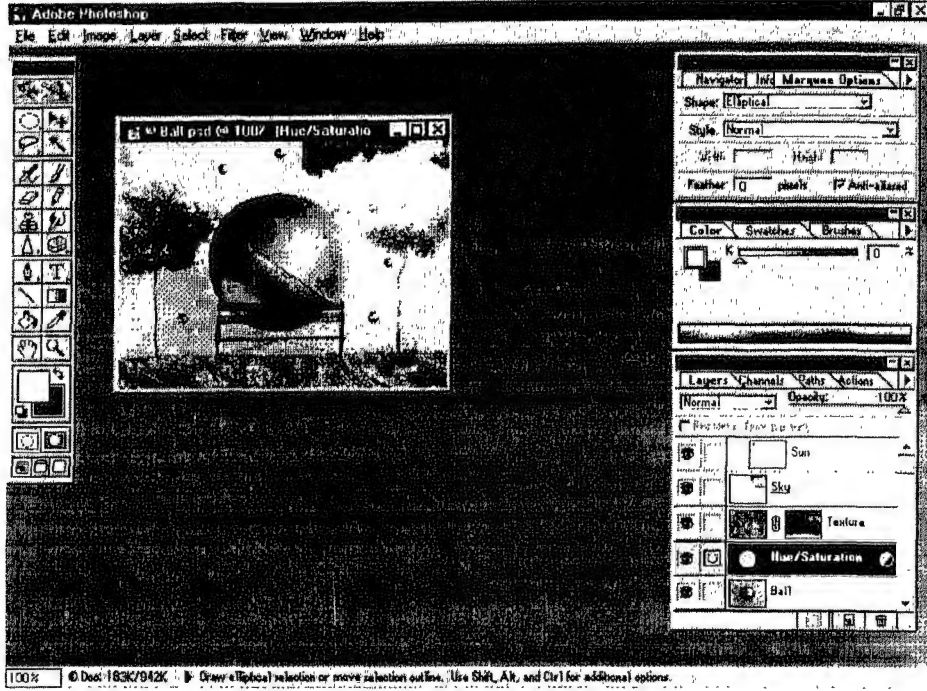 Adobe Photoshop
File Edit Image Layer Select Filter View Window Help
Ball.psd @ 100% (Hue/Saturatio
Navigator Info Marquee Options
Shape: Elliptical
Style: Normal
Width: Height:
Feather: 0 pixels Anti-aliased
Color Swatches Brushes
K 0 %
Layers Channels Paths Actions
Normal Opacity: 100%
Sun
Sky
Texture
Hue/Saturation
Ball
100% Doc: 183K/942K Draw elliptical selection or move selection outline. Use Shift, Alt, and Ctrl for additional options.